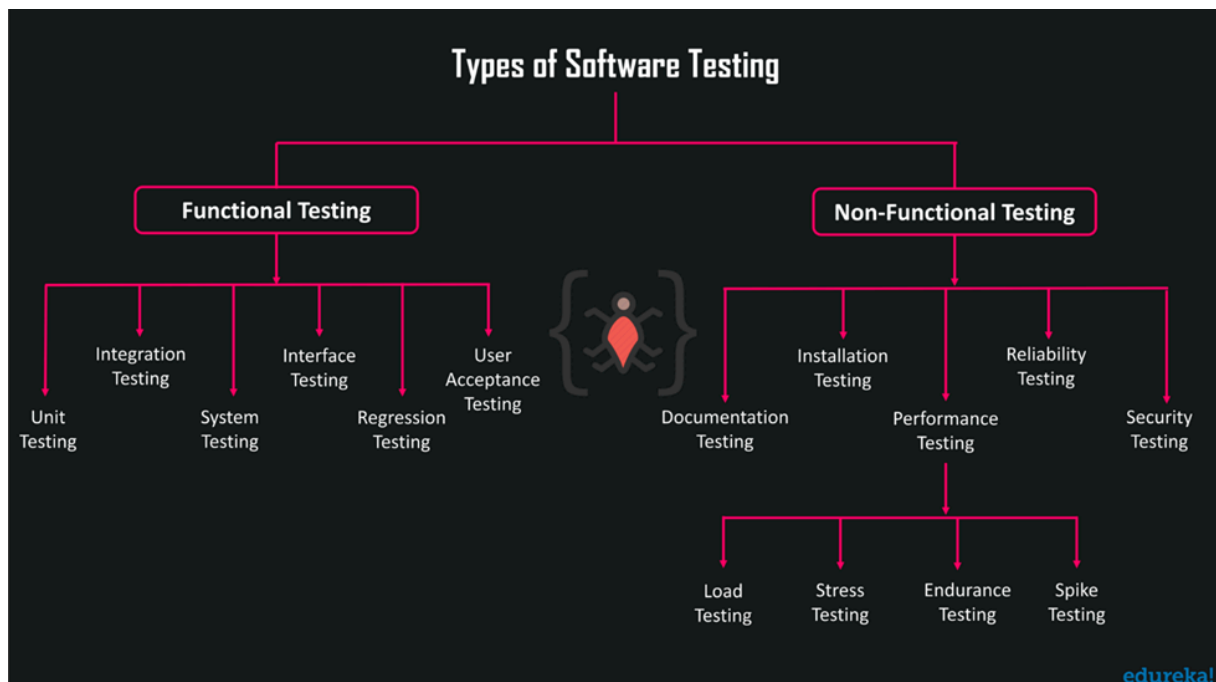 Types of Software Testing
Functional Testing
Non-Functional Testing
Unit
Testing
Integration
Testing
System
Testing
Interface
Testing
Regression
Testing
User
Acceptance
Testing
Documentation
Testing
Installation
Testing
Performance
Testing
Reliability
Testing
Security
Testing
Load
Testing
Stress
Testing
Endurance
Testing
Spike
Testing
edureka!